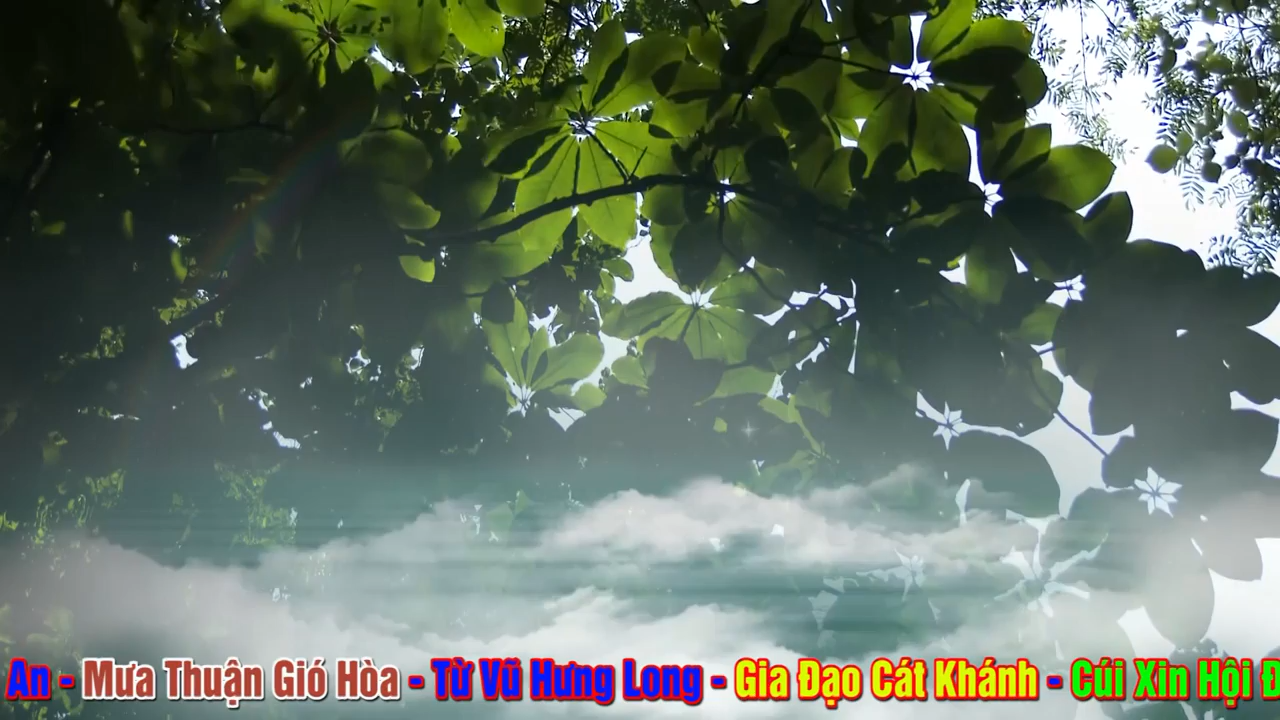 An - Mưa Thuận Gió Hòa - Từ Vũ Hưng Long - Gia Đạo Cát Khánh - Cúi Xin Hội Đ